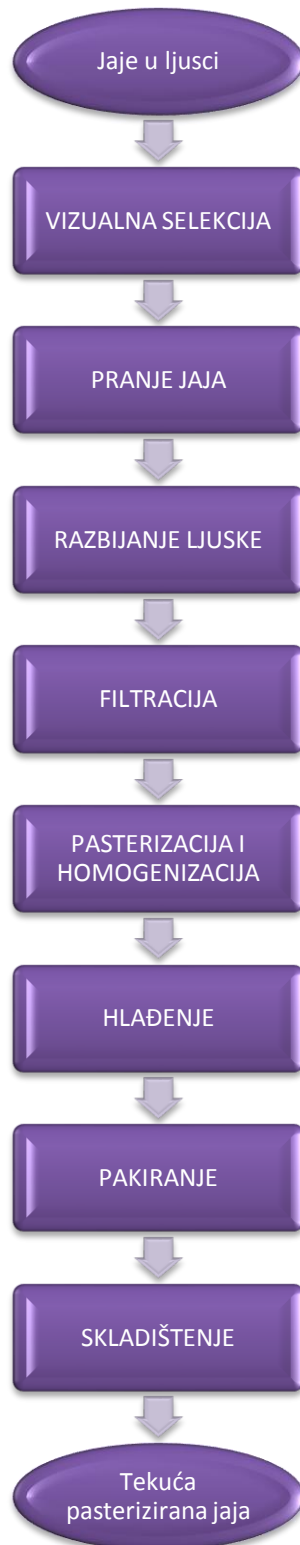 Jaje u ljusci
VIZUALNA SELEKCIJA
PRANJE JAJA
RAZBIJANJE LJUSKE
FILTRACIJA
PASTERIZACIJA I
HOMOGENIZACIJA
HLAĐENJE
PAKIRANJE
SKLADIŠTENJE
Tekuća
pasterizirana jaja